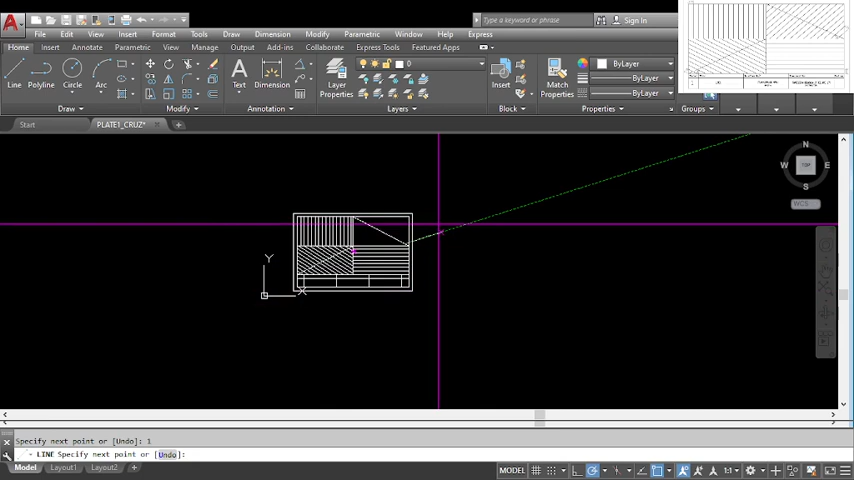 Type a keyword or phrase
Sign In
File Edit View Insert Format Tools Draw Dimension Modify Parametric Window Help Express
Home Insert Annotate Parametric View Manage Output Add-ins Collaborate Express Tools Featured Apps
Line Polyline Circle Arc
Text Dimension
Layer Properties
0
Insert
Match Properties
ByLayer
ByLayer
ByLayer
Draw Modify Annotation Layers Block Properties Groups
Start PLATE1_CRUZ*
N
W TOP E
S
WCS
Y
X
Specify next point or [Undo]: 1
LINE Specify next point or [Undo]:
Model Layout1 Layout2 +
MODEL 1:1